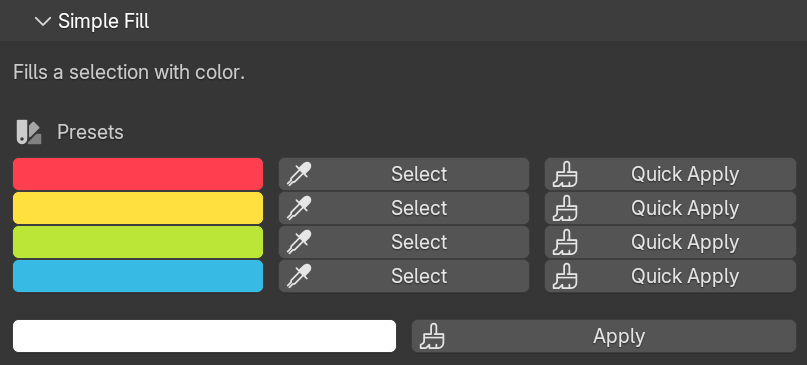 Simple Fill
Fills a selection with color.
Presets
Select Quick Apply
Select Quick Apply
Select Quick Apply
Select Quick Apply
Apply